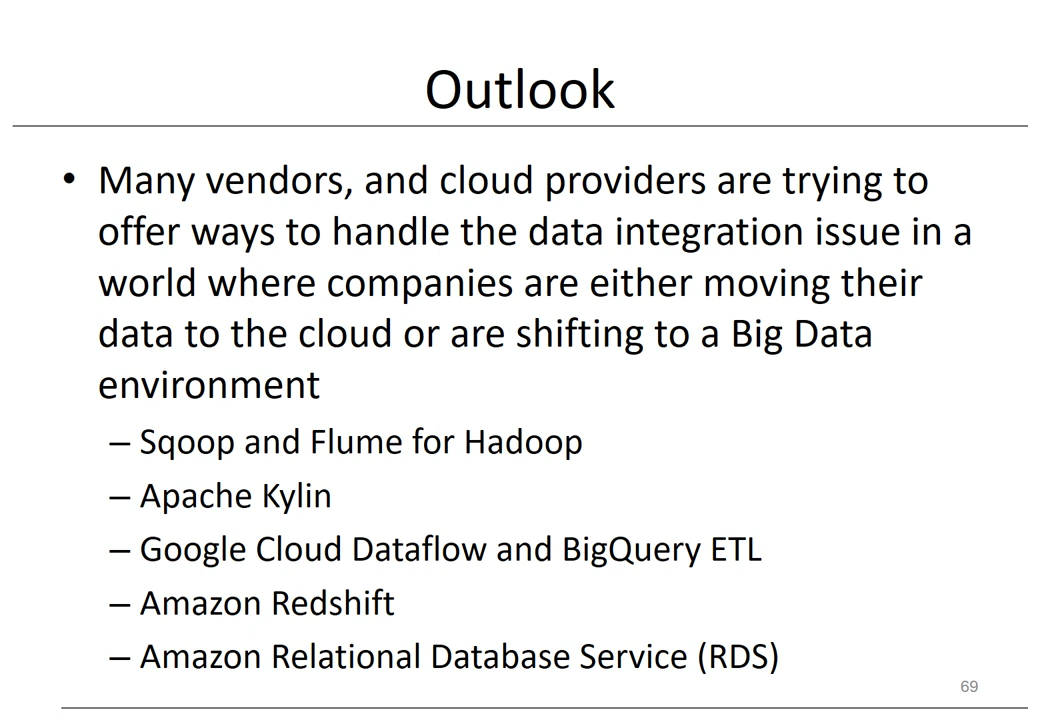 Outlook
• Many vendors, and cloud providers are trying to
offer ways to handle the data integration issue in a
world where companies are either moving their
data to the cloud or are shifting to a Big Data
environment
– Sqoop and Flume for Hadoop
– Apache Kylin
– Google Cloud Dataflow and BigQuery ETL
– Amazon Redshift
– Amazon Relational Database Service (RDS)
69